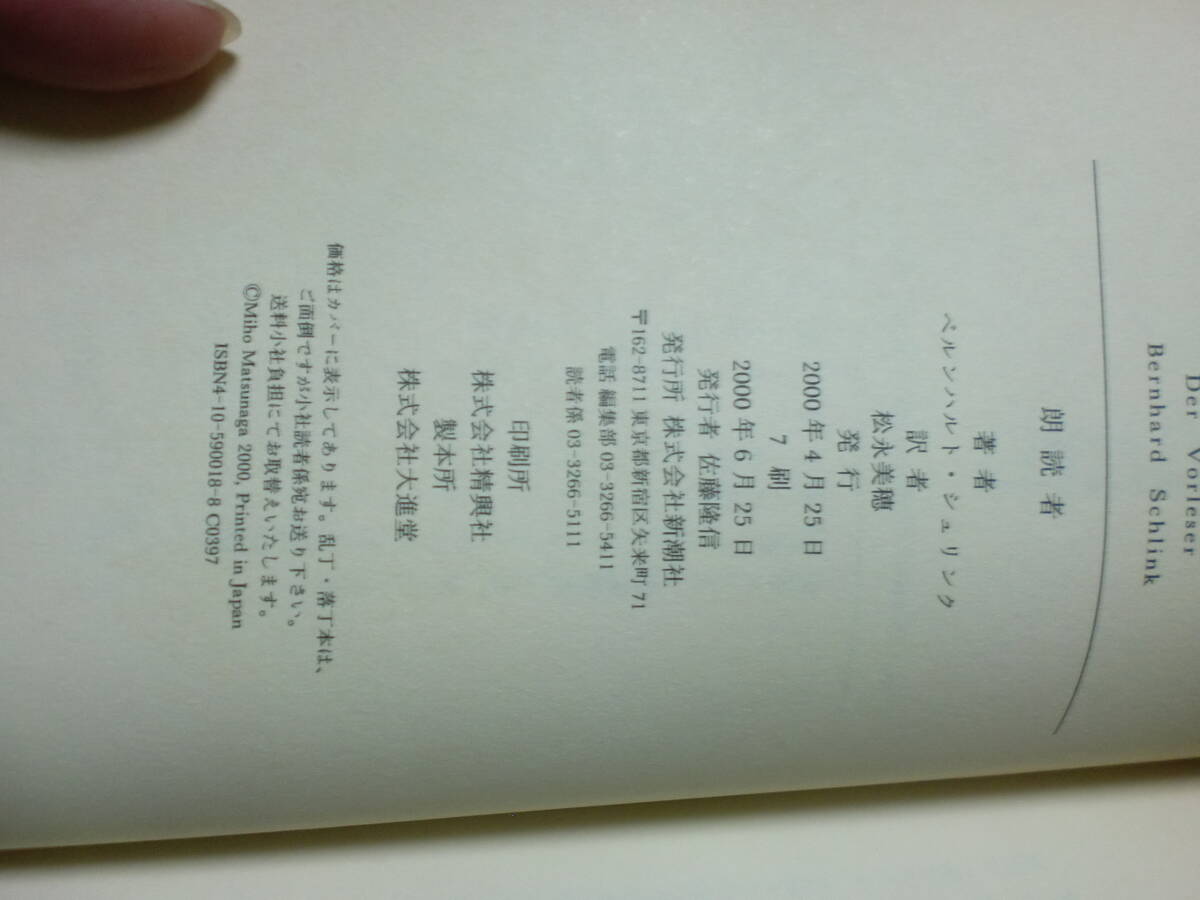 Der Vorleser
Bernhard Schlink
朗読者
著者
ベルンハルト・シュリンク
訳者
松永美穂
発行
2000年4月25日
7刷
2000年6月25日
発行者 佐藤隆信
発行所 株式会社新潮社
〒162-8711 東京都新宿区矢来町71
電話 編集部 03-3266-5411
読者係 03-3266-5111
印刷所
株式会社精興社
製本所
株式会社大進堂
価格はカバーに表示してあります。乱丁・落丁本は、
ご面倒ですが小社読者係宛お送り下さい。
送料小社負担にてお取替えいたします。
©Miho Matsunaga 2000, Printed in Japan
ISBN4-10-590018-8 C0397